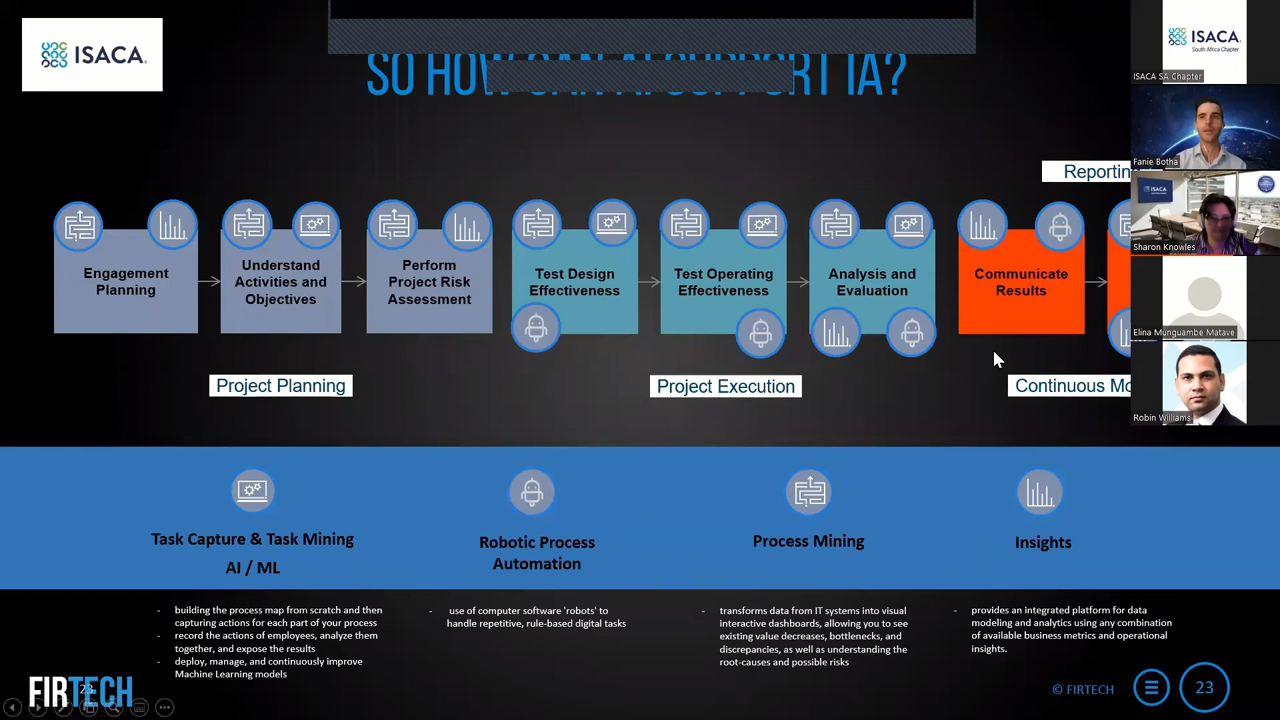 ISACA.
SO HOW CAN AI SUPPORT IA?
ISACA.
South Africa Chapter
ISACA SA Chapter
Fanie Botha
Reporting
ISACA
Sharon Knowles
Engagement
Planning
Understand
Activities and
Objectives
Perform
Project Risk
Assessment
Test Design
Effectiveness
Test Operating
Effectiveness
Analysis and
Evaluation
Communicate
Results
Elina Munguambe Matave
Project Planning
Project Execution
Continuous Mo
Robin Williams
Task Capture & Task Mining
AI / ML
Robotic Process
Automation
Process Mining
Insights
- building the process map from scratch and then
capturing actions for each part of your process
- record the actions of employees, analyze them
together, and expose the results
- deploy, manage, and continuously improve
Machine Learning models
- use of computer software 'robots' to
handle repetitive, rule-based digital tasks
- transforms data from IT systems into visual
interactive dashboards, allowing you to see
existing value decreases, bottlenecks, and
discrepancies, as well as understanding the
root-causes and possible risks
- provides an integrated platform for data
modeling and analytics using any combination
of available business metrics and operational
insights.
FIRTECH
23
© FIRTECH
23